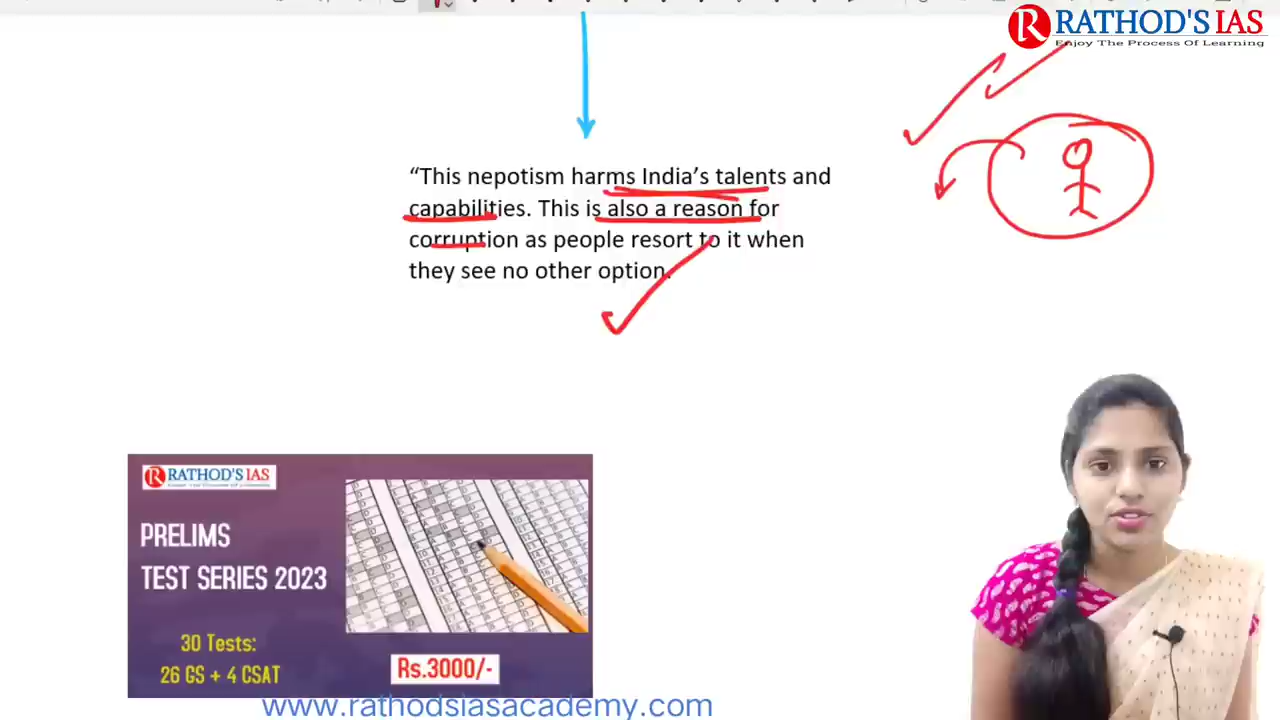 RATHOD'S IAS
Enjoy The Process Of Learning
“This nepotism harms India’s talents and
capabilities. This is also a reason for
corruption as people resort to it when
they see no other option.
RATHOD'S IAS
PRELIMS
TEST SERIES 2023
30 Tests:
26 GS + 4 CSAT
Rs.3000/-
www.rathodsiasacademy.com